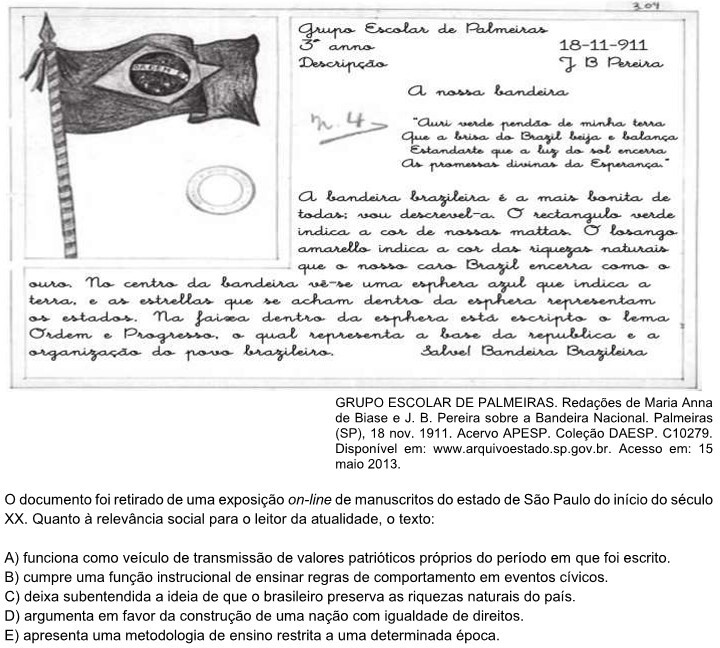 304
Grupo Escolar de Palmeiras
3º anno 18-11-911
Descripção J B Pereira
A nossa bandeira
n. 4
"Auri verde pendão de minha terra
Que a brisa do Brazil beija e balança
Estandarte que a luz do sol encerra
As promessas divinas da Esperança."
ORDEM E
A bandeira brazileira é a mais bonita de
todas; vou descrevel-a. O rectangulo verde
indica a cor de nossas mattas. O losango
amarello indica a cor das riquezas naturais
que o nosso caro Brazil encerra como o
ouro. No centro da bandeira vê-se uma esphera azul que indica a
terra, e as estrellas que se acham dentro da esphera representam
os estados. Na faixa dentro da esphera está escripto o lema
Ordem e Progresso, o qual representa a base da republica e a
organização do povo brazileiro. Salve! Bandeira Brazileira
GRUPO ESCOLAR DE PALMEIRAS. Redações de Maria Anna
de Biase e J. B. Pereira sobre a Bandeira Nacional. Palmeiras
(SP), 18 nov. 1911. Acervo APESP. Coleção DAESP. C10279.
Disponível em: www.arquivoestado.sp.gov.br. Acesso em: 15
maio 2013.
O documento foi retirado de uma exposição on-line de manuscritos do estado de São Paulo do início do século
XX. Quanto à relevância social para o leitor da atualidade, o texto:
A) funciona como veículo de transmissão de valores patrióticos próprios do período em que foi escrito.
B) cumpre uma função instrucional de ensinar regras de comportamento em eventos cívicos.
C) deixa subentendida a ideia de que o brasileiro preserva as riquezas naturais do país.
D) argumenta em favor da construção de uma nação com igualdade de direitos.
E) apresenta uma metodologia de ensino restrita a uma determinada época.